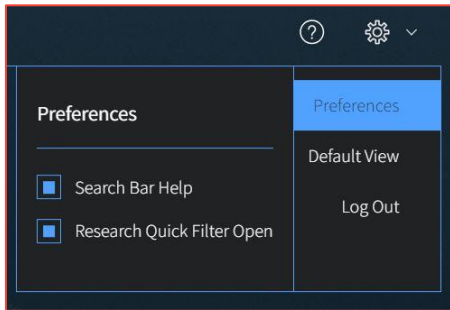 Preferences
Search Bar Help
Research Quick Filter Open
Preferences
Default View
Log Out